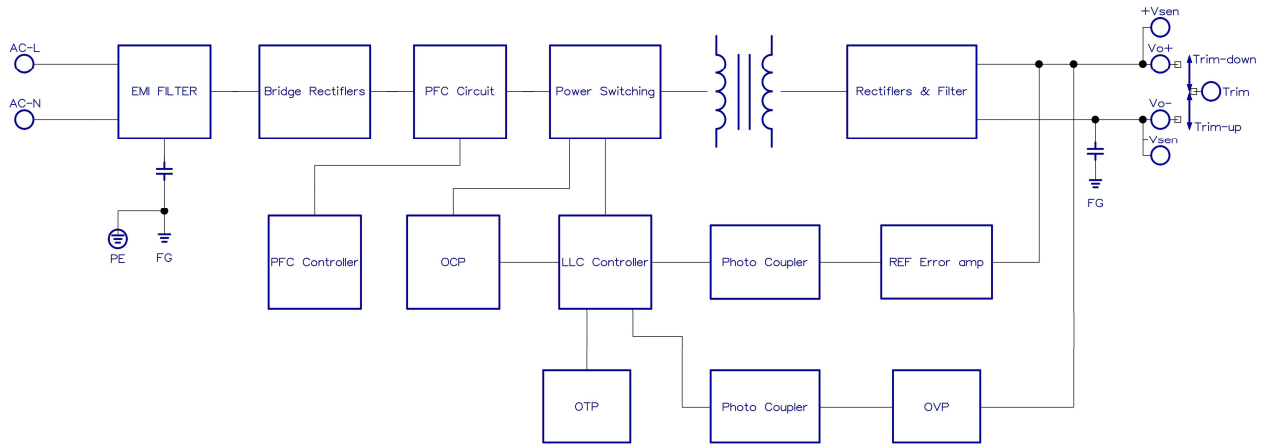 +Vsen
AC-L
Vo+
EMI FILTER
Bridge Rectiflers
PFC Circuit
Power Switching
Rectifiers & Filter
Trim-down
Trim
AC-N
Vo-
Trim-up
-Vsen
PE
FG
FG
PFC Controller
OCP
LLC Controller
Photo Coupler
REF Error amp
OTP
Photo Coupler
OVP